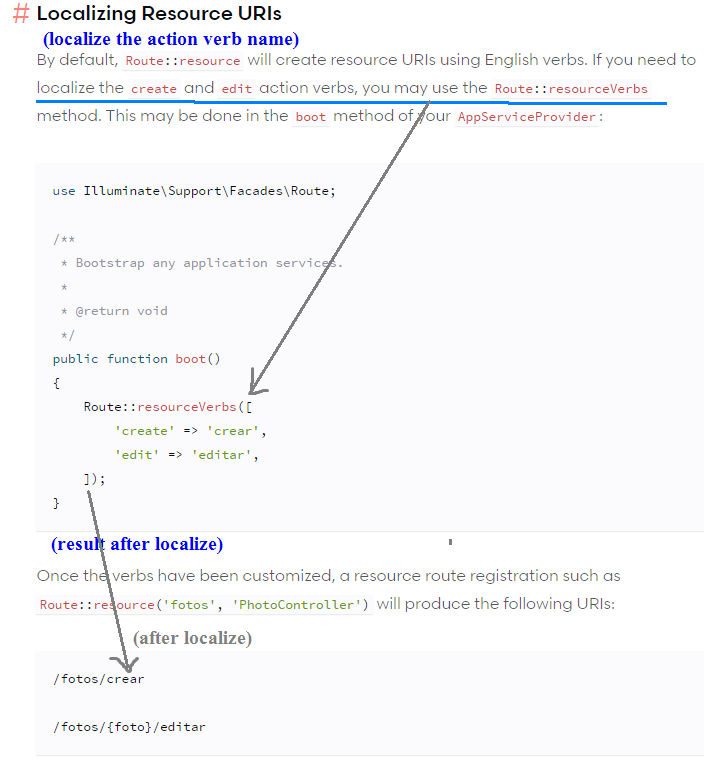 # Localizing Resource URIs
(localize the action verb name)
By default, Route::resource will create resource URIs using English verbs. If you need to
localize the create and edit action verbs, you may use the Route::resourceVerbs
method. This may be done in the boot method of your AppServiceProvider:
use Illuminate\Support\Facades\Route;
/**
* Bootstrap any application services.
*
* @return void
*/
public function boot()
{
Route::resourceVerbs([
'create' => 'crear',
'edit' => 'editar',
]);
}
(result after localize)
Once the verbs have been customized, a resource route registration such as
Route::resource('fotos', 'PhotoController') will produce the following URIs:
(after localize)
/fotos/crear
/fotos/{foto}/editar